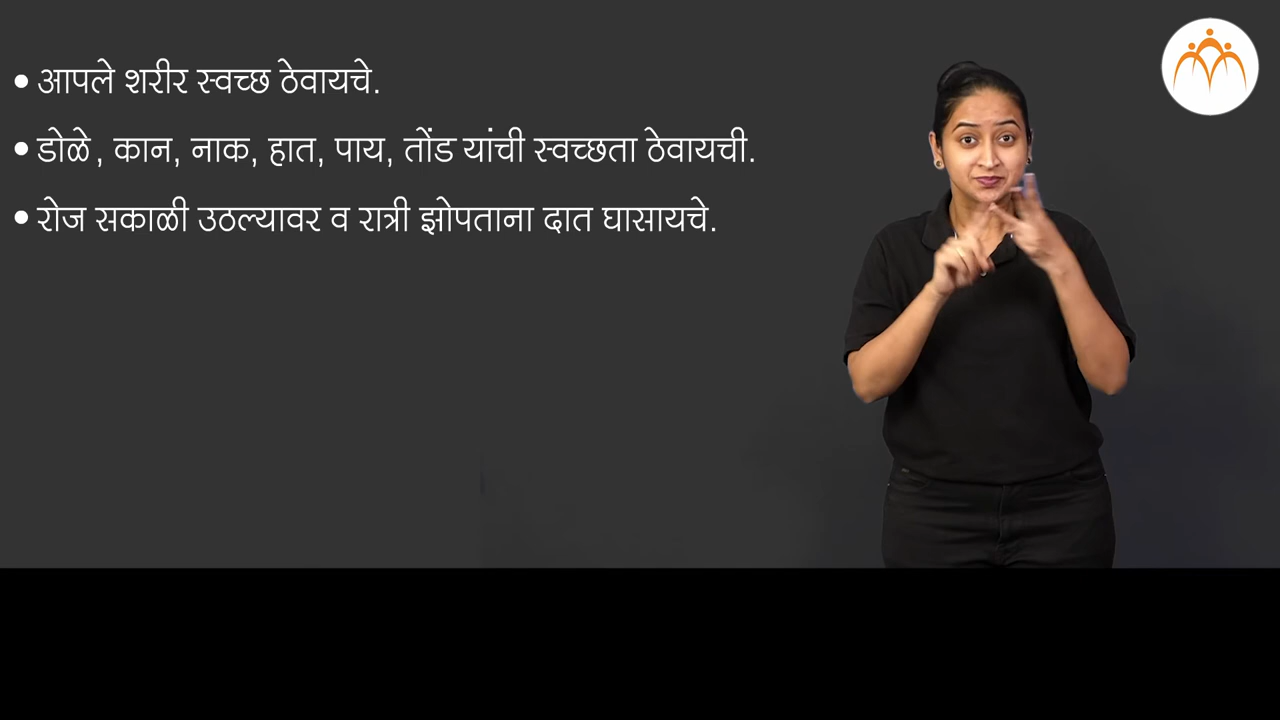 • आपले शरीर स्वच्छ ठेवायचे.
• डोळे, कान, नाक, हात, पाय, तोंड यांची स्वच्छता ठेवायची.
• रोज सकाळी उठल्यावर व रात्री झोपताना दात घासायचे.